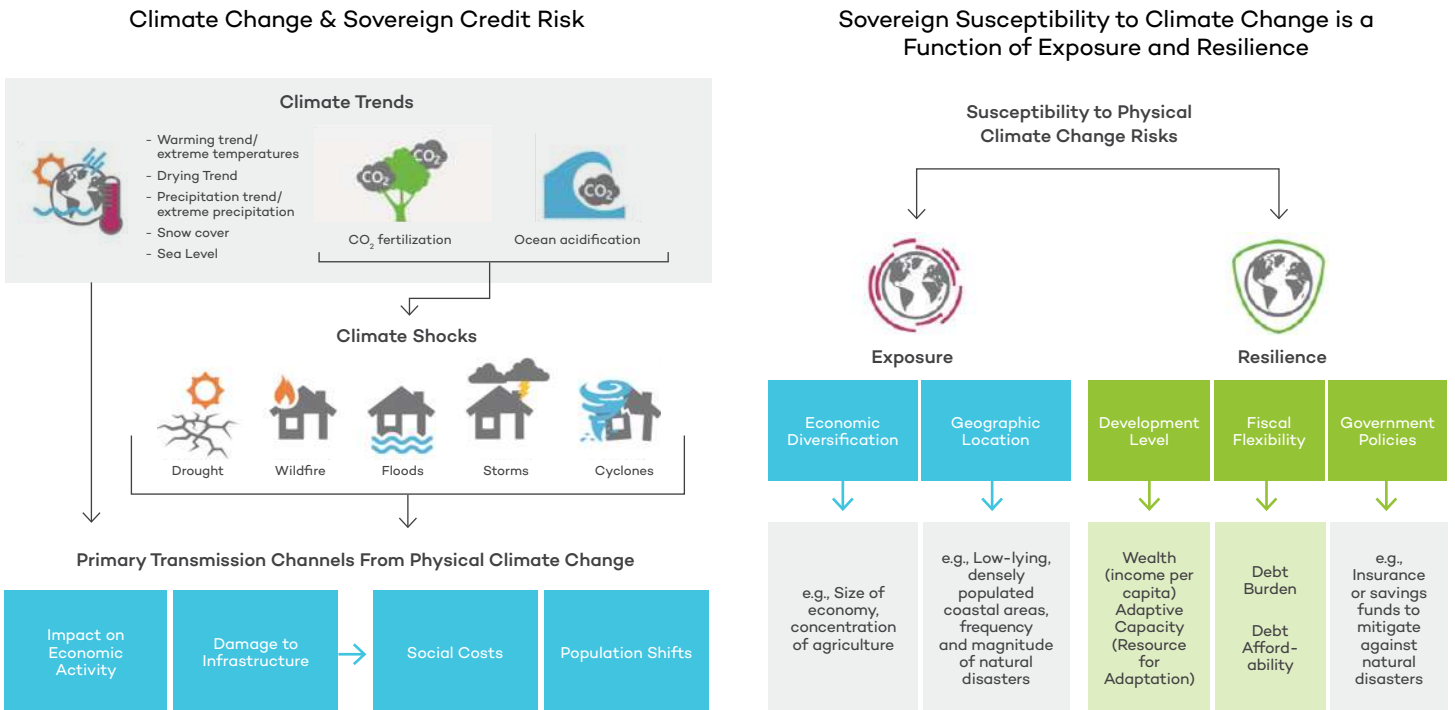 Climate Change & Sovereign Credit Risk
Climate Trends
- Warming trend/
extreme temperatures
- Drying Trend
- Precipitation trend/
extreme precipitation
- Snow cover
- Sea Level
CO2
CO2
CO₂ fertilization
CO2
Ocean acidification
Climate Shocks
Drought
Wildfire
Floods
Storms
Cyclones
Primary Transmission Channels From Physical Climate Change
Impact on
Economic
Activity
Damage to
Infrastructure
Social Costs
Population Shifts
Sovereign Susceptibility to Climate Change is a
Function of Exposure and Resilience
Susceptibility to Physical
Climate Change Risks
Exposure
Resilience
Economic
Diversification
Geographic
Location
Development
Level
Fiscal
Flexibility
Government
Policies
e.g., Size of
economy,
concentration
of agriculture
e.g., Low-lying,
densely
populated
coastal areas,
frequency
and magnitude
of natural
disasters
Wealth
(income per
capita)
Adaptive
Capacity
(Resource
for
Adaptation)
Debt
Burden
Debt
Afford-
ability
e.g.,
Insurance
or savings
funds to
mitigate
against
natural
disasters